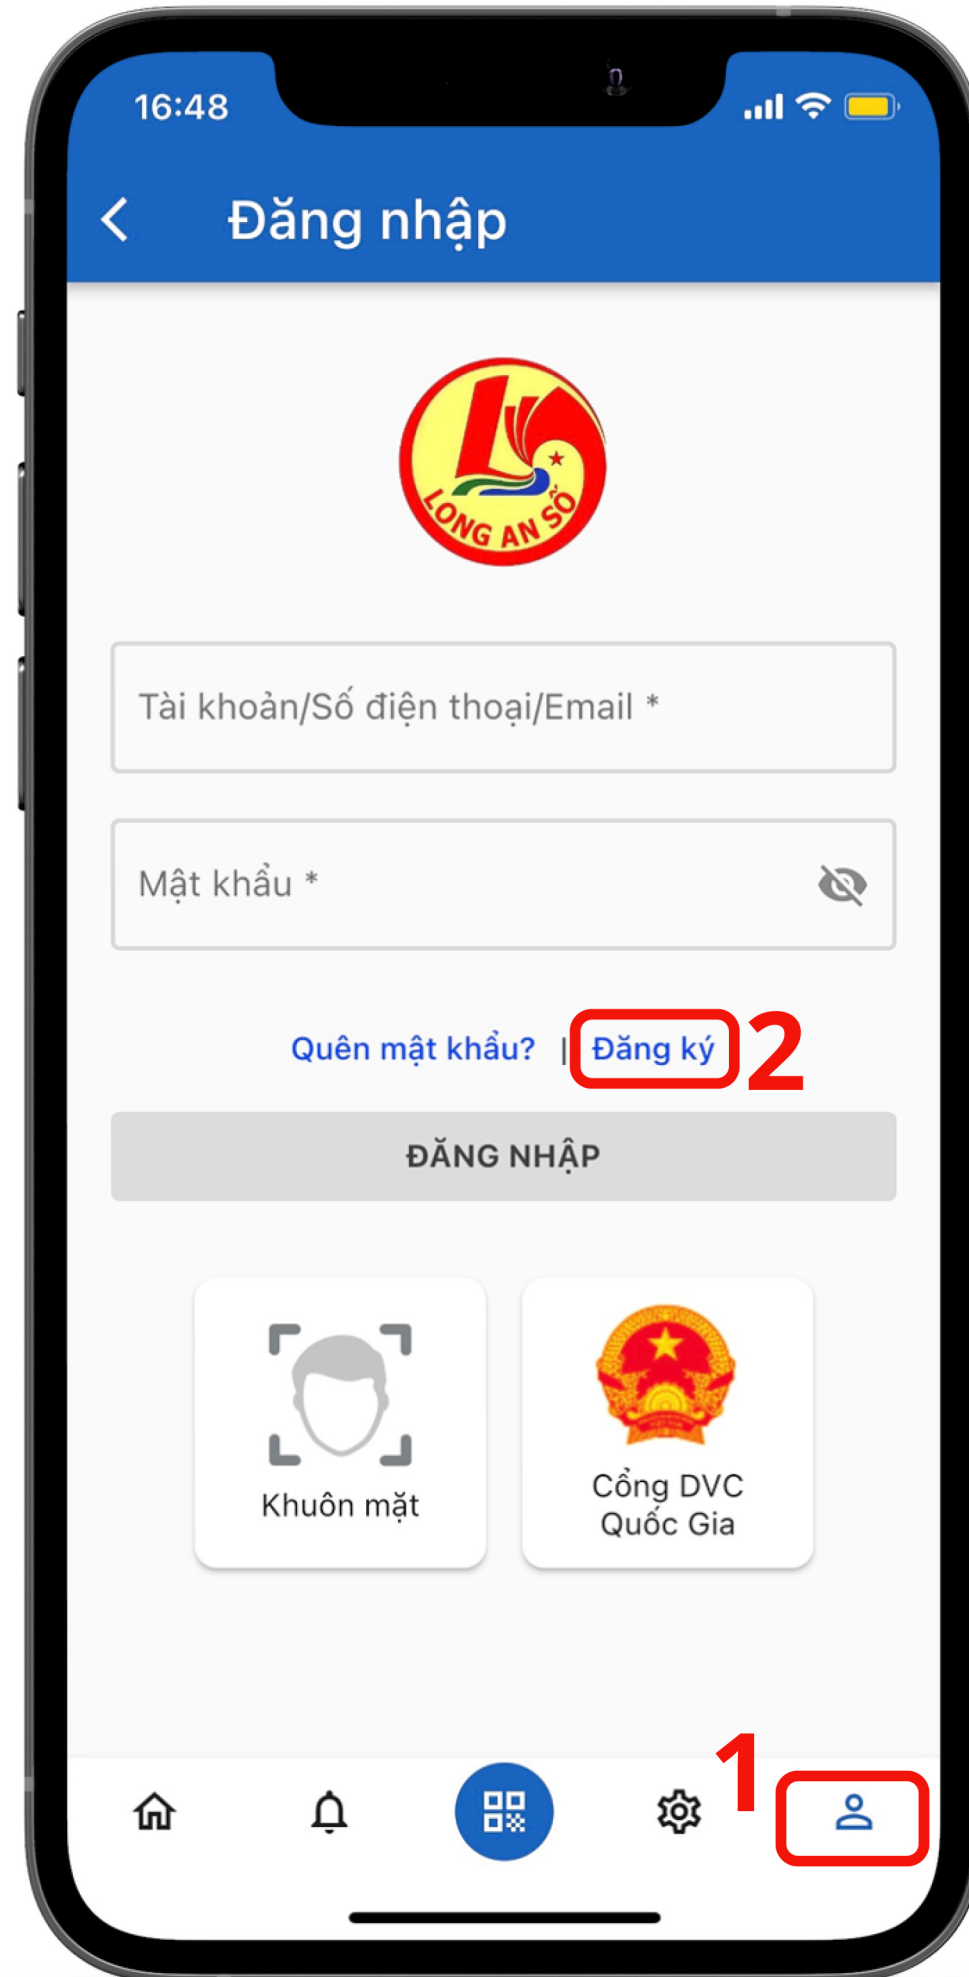 16:48
Đăng nhập
LONG AN SỐ
Tài khoản/Số điện thoại/Email *
Mật khẩu *
Quên mật khẩu? | Đăng ký 2
ĐĂNG NHẬP
Khuôn mặt
Cổng DVC
Quốc Gia
1